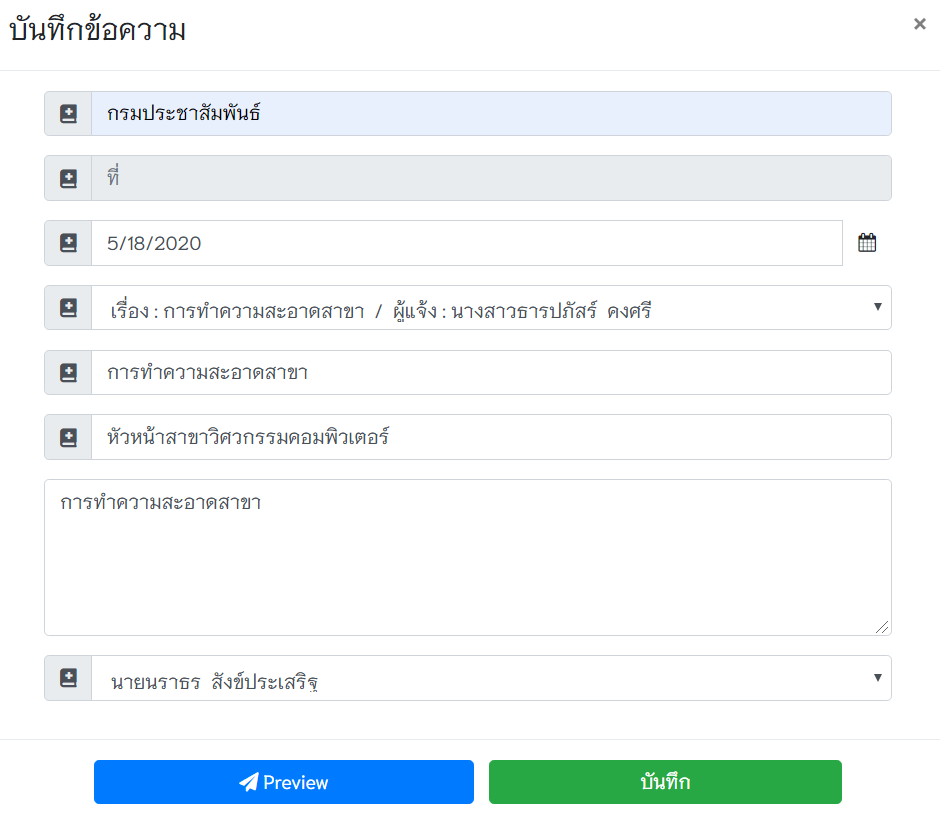 บันทึกข้อความ
×
กรมประชาสัมพันธ์
ที่
5/18/2020
เรื่อง : การทำความสะอาดสาขา / ผู้แจ้ง : นางสาวธารปภัสร์ คงศรี
การทำความสะอาดสาขา
หัวหน้าสาขาวิศวกรรมคอมพิวเตอร์
การทำความสะอาดสาขา
นายนราธร สังข์ประเสริฐ
Preview
บันทึก